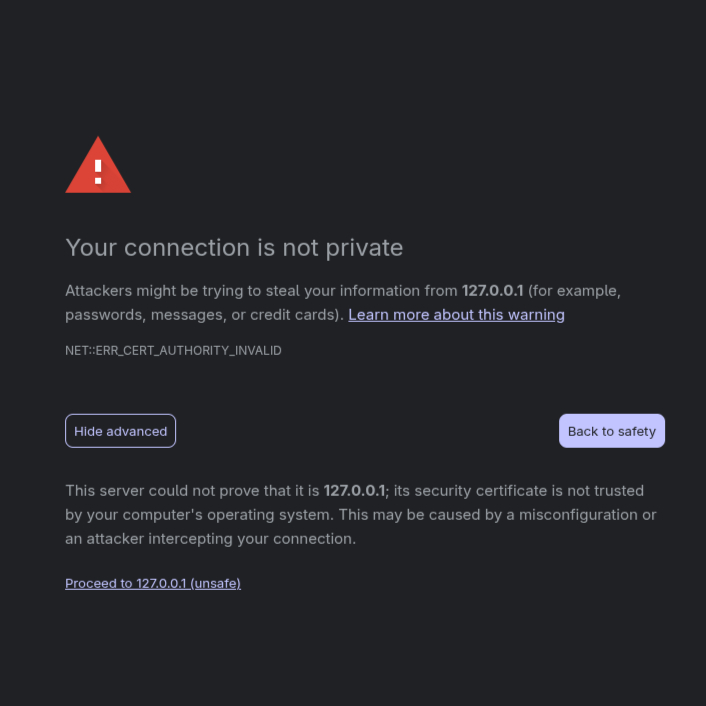 Your connection is not private
Attackers might be trying to steal your information from 127.0.0.1 (for example,
passwords, messages, or credit cards). Learn more about this warning
NET::ERR_CERT_AUTHORITY_INVALID
Hide advanced
Back to safety
This server could not prove that it is 127.0.0.1; its security certificate is not trusted
by your computer's operating system. This may be caused by a misconfiguration or
an attacker intercepting your connection.
Proceed to 127.0.0.1 (unsafe)